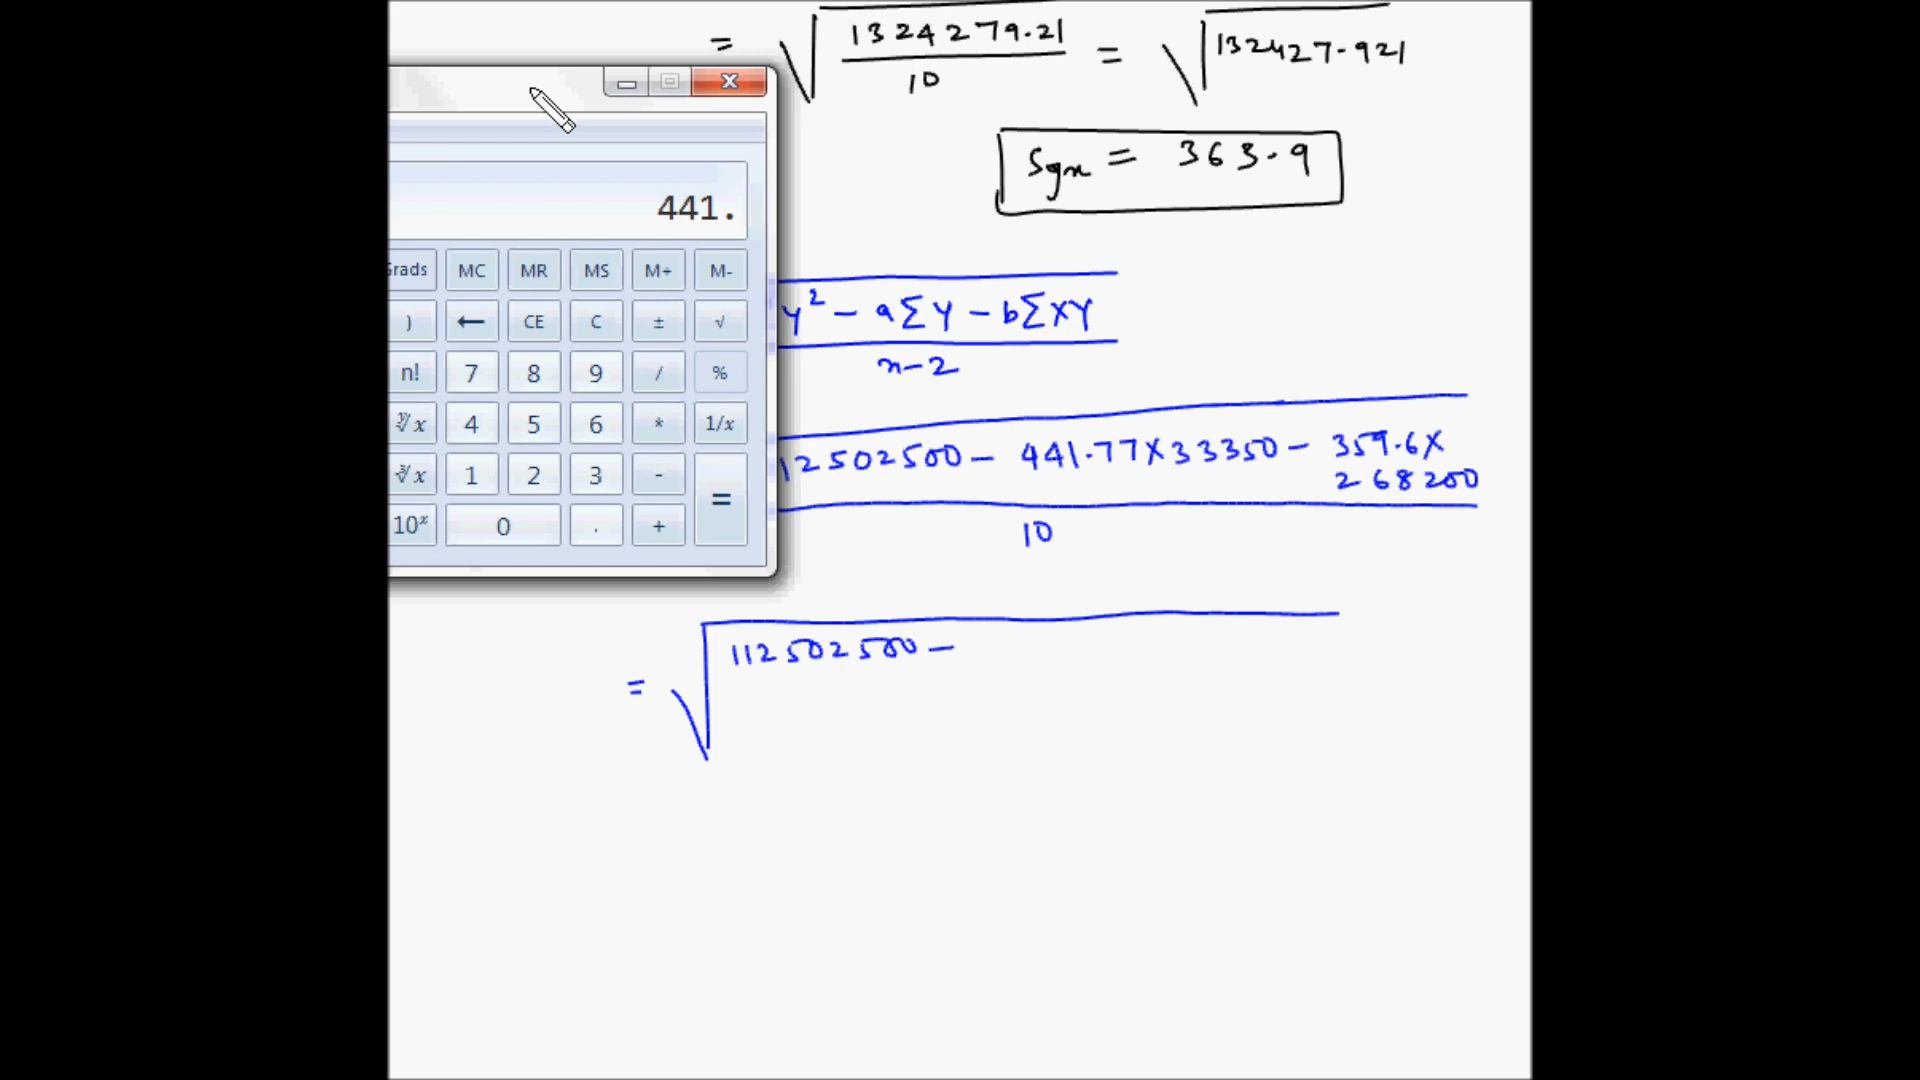 = √ 1324279.21 / 10 = √ 132427.921
Syx = 363.9
441.
Grads MC MR MS M+ M-
) ← CE C ± √
n! 7 8 9 / %
ʸ√x 4 5 6 * 1/x
³√x 1 2 3 - =
10ˣ 0 . +
y² - a∑Y - b∑XY
n-2
12502500 - 441.77X33350 - 359.6X
268200
10
= √ 112502500 -